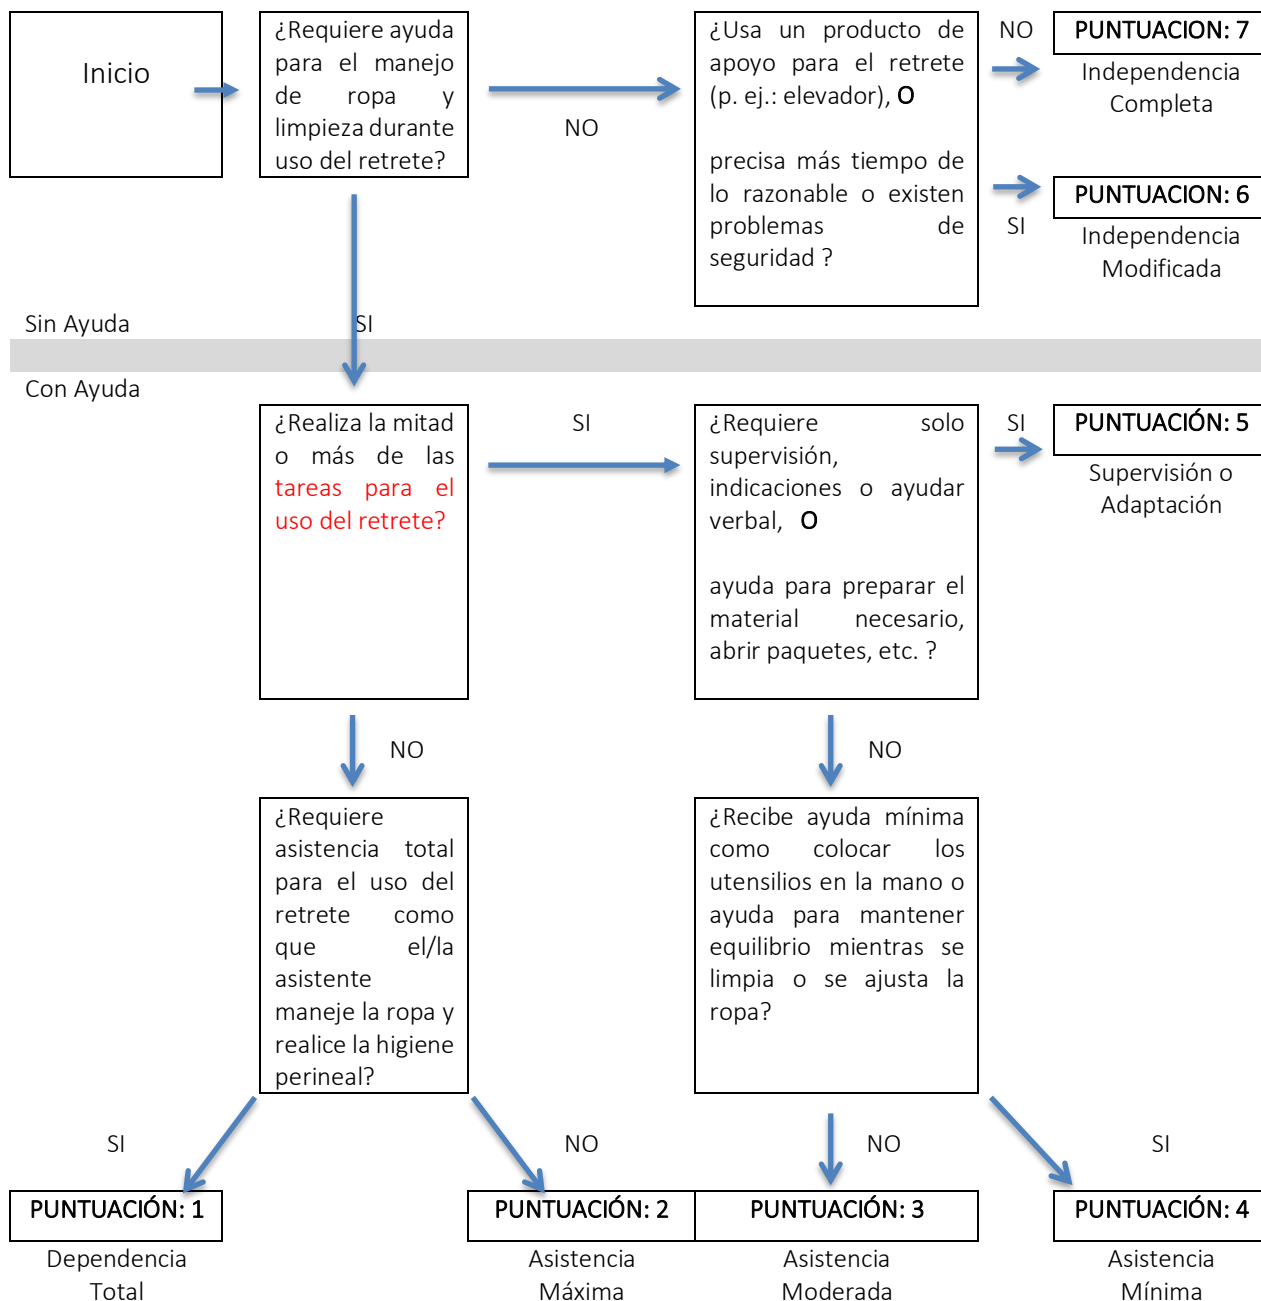 Inicio
¿Requiere ayuda
para el manejo
de ropa y
limpieza durante
uso del retrete?
NO
¿Usa un producto de
apoyo para el retrete
(p. ej.: elevador), O
precisa más tiempo de
lo razonable o existen
problemas de
seguridad ?
NO
PUNTUACION: 7
Independencia
Completa
SI
PUNTUACION: 6
Independencia
Modificada
Sin Ayuda
SI
Con Ayuda
¿Realiza la mitad
o más de las
tareas para el
uso del retrete?
SI
¿Requiere solo
supervisión,
indicaciones o ayudar
verbal, O
ayuda para preparar el
material necesario,
abrir paquetes, etc. ?
SI
PUNTUACIÓN: 5
Supervisión o
Adaptación
NO
NO
¿Requiere
asistencia total
para el uso del
retrete como
que el/la
asistente
maneje la ropa y
realice la higiene
perineal?
¿Recibe ayuda mínima
como colocar los
utensilios en la mano o
ayuda para mantener
equilibrio mientras se
limpia o se ajusta la
ropa?
SI
NO
NO
SI
PUNTUACIÓN: 1
Dependencia
Total
PUNTUACIÓN: 2
Asistencia
Máxima
PUNTUACIÓN: 3
Asistencia
Moderada
PUNTUACIÓN: 4
Asistencia
Mínima